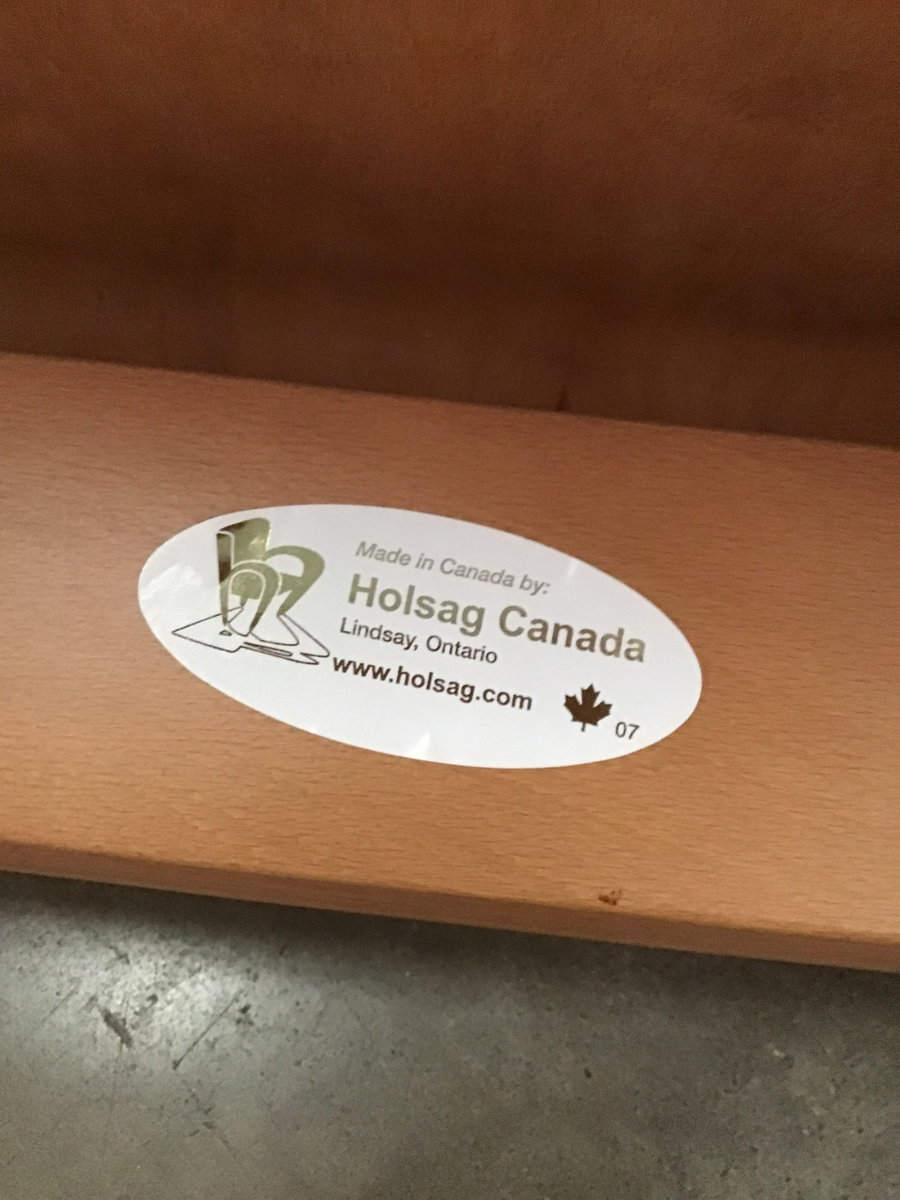 Made in Canada by:
Holsag Canada
Lindsay, Ontario
www.holsag.com
07